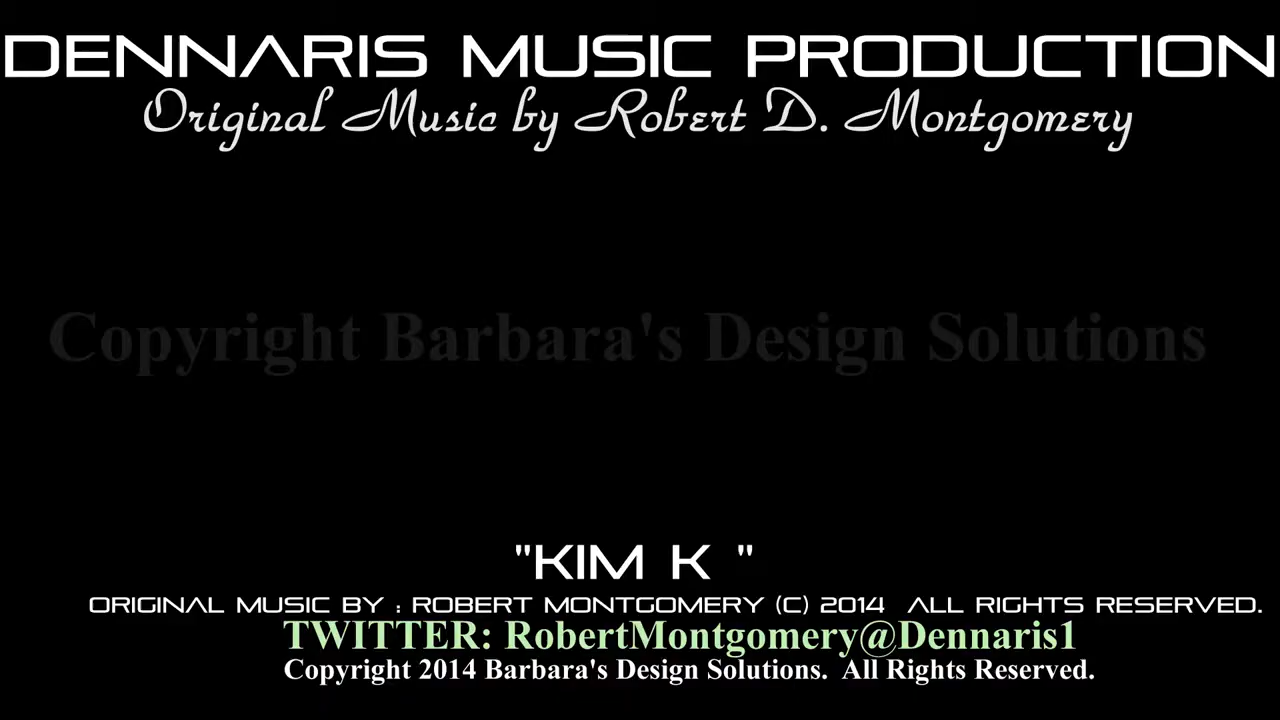 DENNARIS MUSIC PRODUCTION
Original Music by Robert D. Montgomery
Copyright Barbara's Design Solutions
"KIM K "
ORIGINAL MUSIC BY : ROBERT MONTGOMERY (C) 2014  ALL RIGHTS RESERVED.
TWITTER: RobertMontgomery@Dennaris1
Copyright 2014 Barbara's Design Solutions.  All Rights Reserved.